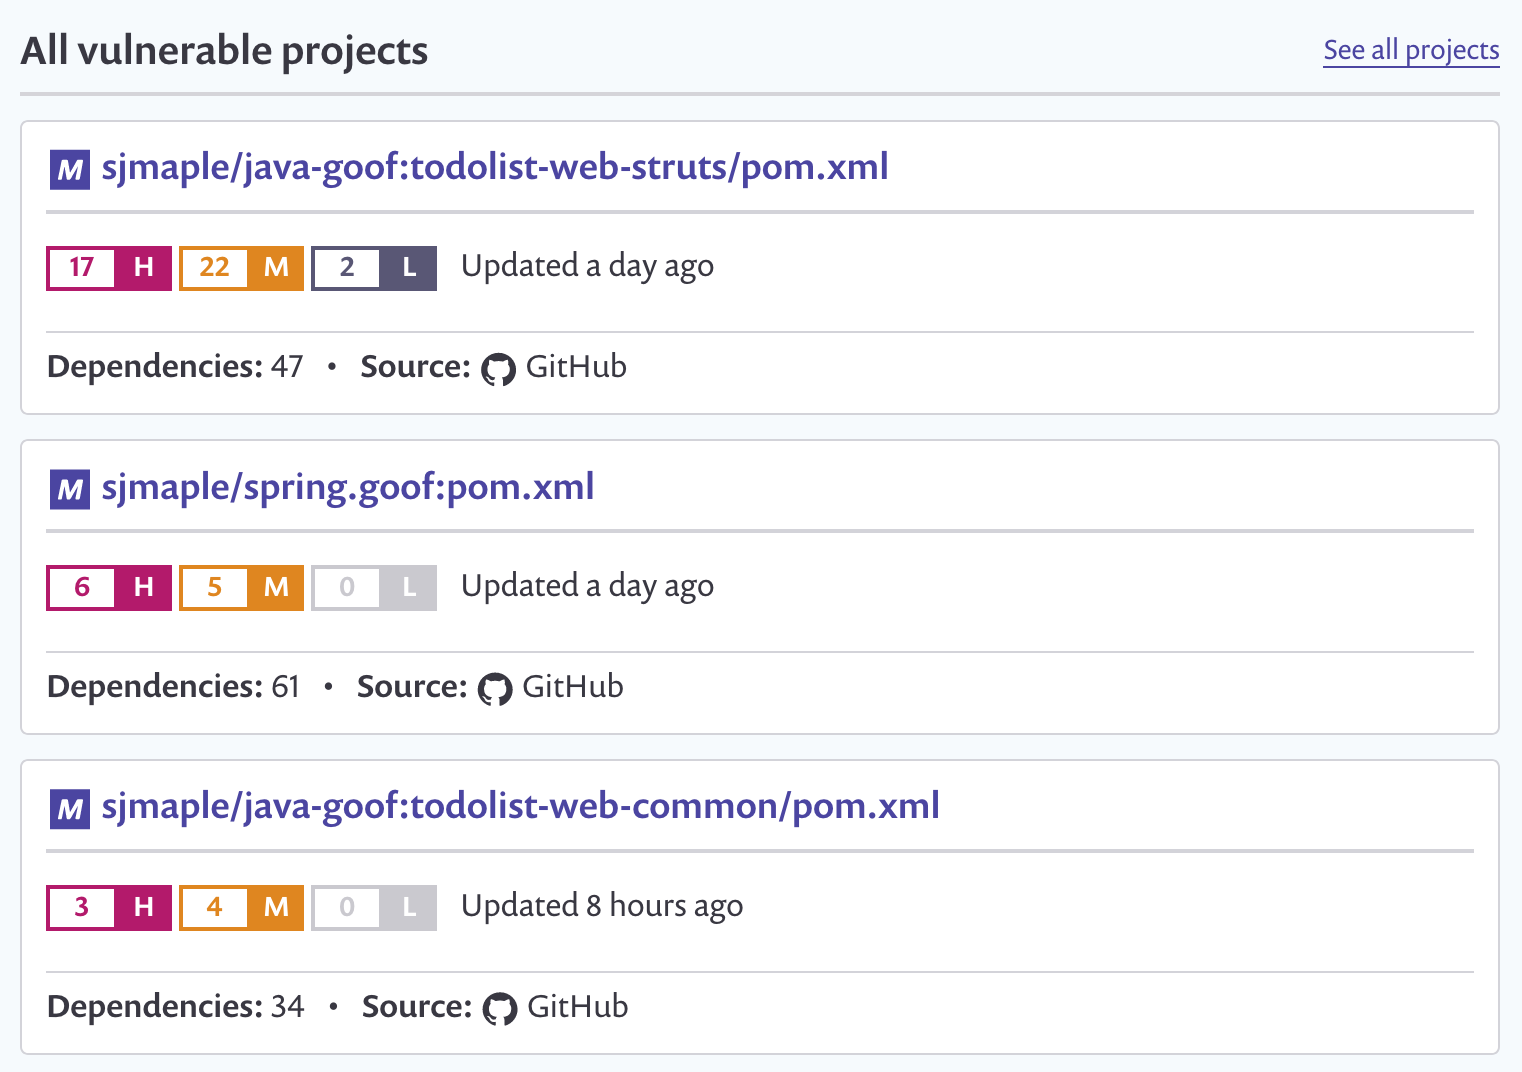 All vulnerable projects See all projects
M sjmaple/java-goof:todolist-web-struts/pom.xml
17 H 22 M 2 L Updated a day ago
Dependencies: 47 • Source: GitHub
M sjmaple/spring.goof:pom.xml
6 H 5 M 0 L Updated a day ago
Dependencies: 61 • Source: GitHub
M sjmaple/java-goof:todolist-web-common/pom.xml
3 H 4 M 0 L Updated 8 hours ago
Dependencies: 34 • Source: GitHub